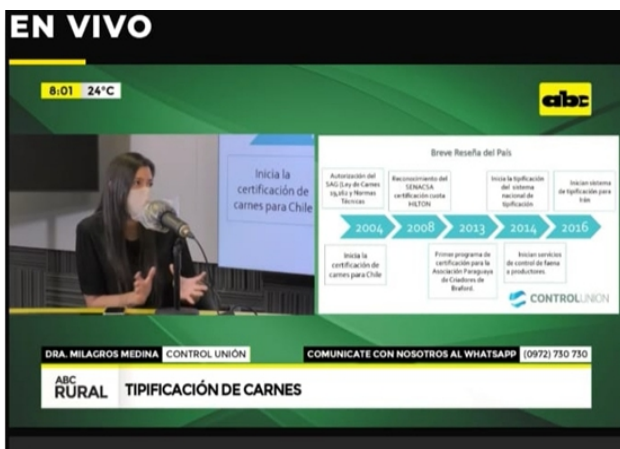 EN VIVO
8:01 24°C
abc
Inicia la
certificación de
carnes para Chile
Breve Reseña del País
Autorización del
SAG (Ley de Carnes
19,162 y Normas
Técnicas
Reconocimiento del
SENACSA
certificación cuota
HILTON
Inicia la tipificación
del sistema
nacional de
tipificación
Inician sistema
de tipificación para
Irán
2004 2008 2013 2014 2016
Inicia la
certificación de
carnes para Chile
Primer programa de
certificación para la
Asociación Paraguaya
de Criadores de
Braford.
Inician servicios
de control de faena
a productores
CONTROLUNION
DRA. MILAGROS MEDINA CONTROL UNIÓN
COMUNICATE CON NOSOTROS AL WHATSAPP (0972) 730 730
ABC
RURAL
TIPIFICACIÓN DE CARNES